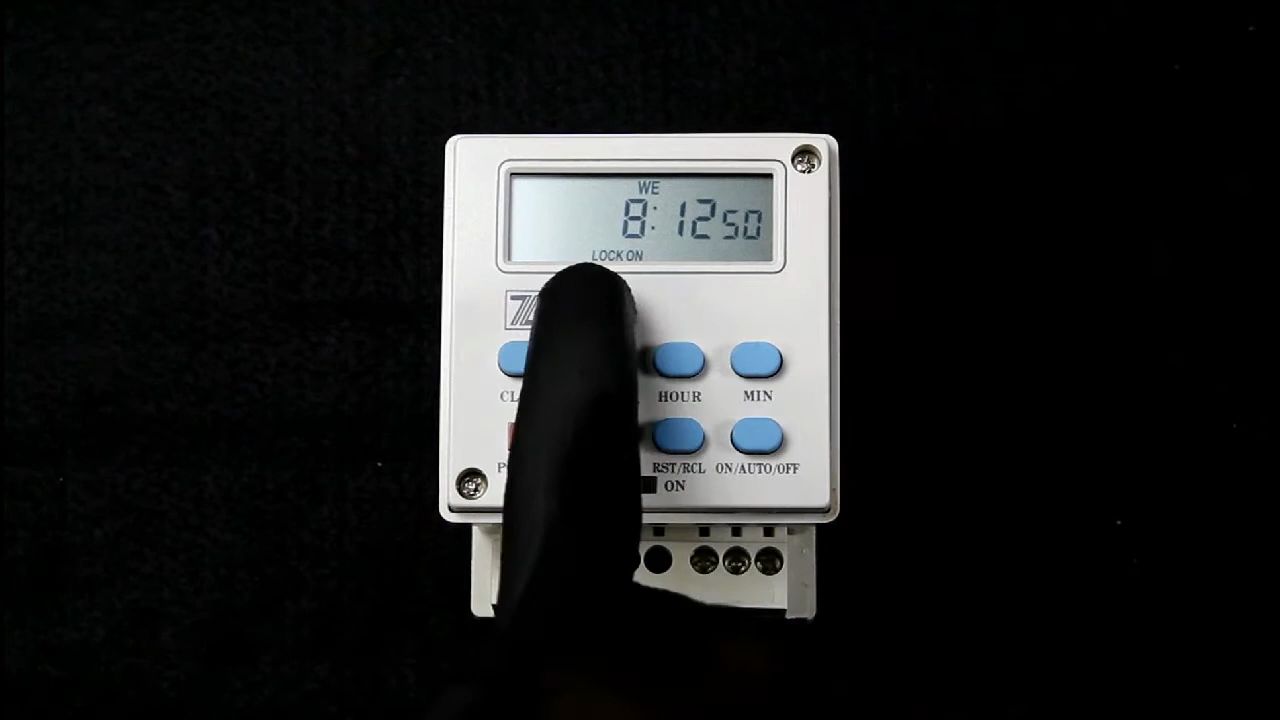 WE
8:12 50
LOCK ON
HOUR MIN
RST/RCL ON/AUTO/OFF
ON